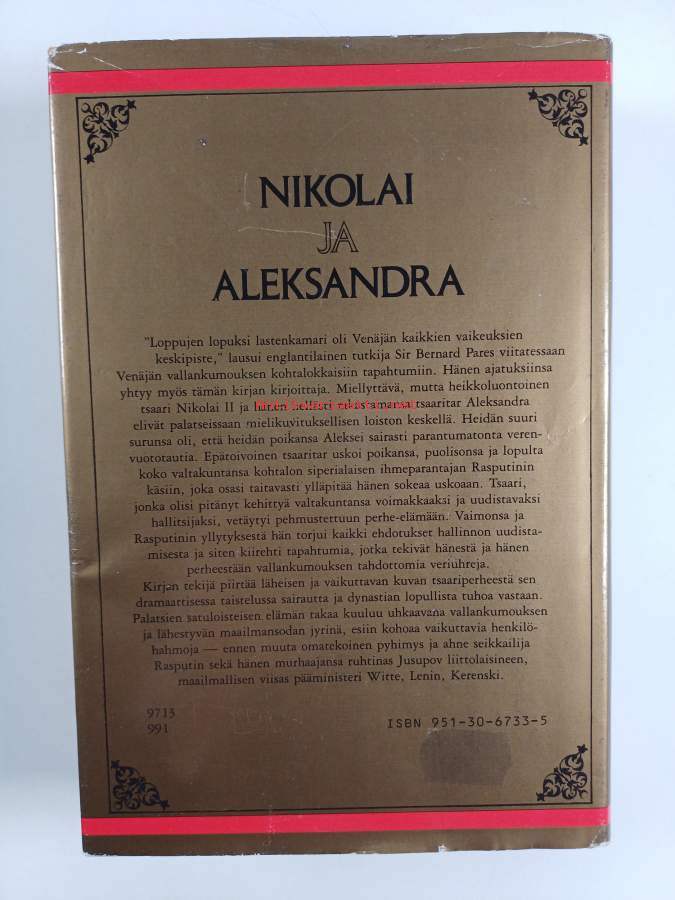 NIKOLAI
JA
ALEKSANDRA
"Loppujen lopuksi lastenkamari oli Venäjän kaikkien vaikeuksien
keskipiste," lausui englantilainen tutkija Sir Bernard Pares viitatessaan
Venäjän vallankumouksen kohtalokkaisiin tapahtumiin. Hänen ajatuksiinsa
yhtyy myös tämän kirjan kirjoittaja. Miellyttävä, mutta heikkoluontoinen
tsaari Nikolai II ja hänen hellästi rakastamansa tsaaritar Aleksandra
elivät palatseissaan mielikuvituksellisen loiston keskellä. Heidän suuri
surunsa oli, että heidän poikansa Aleksei sairasti parantumatonta veren-
vuototautia. Epätoivoinen tsaaritar uskoi poikansa, puolisonsa ja lopulta
koko valtakuntansa kohtalon siperialaisen ihmeparantajan Rasputinin
käsiin, joka osasi taitavasti ylläpitää hänen sokeaa uskoaan. Tsaari,
jonka olisi pitänyt kehittyä valtakuntansa voimakkaaksi ja uudistavaksi
hallitsijaksi, vetäytyi pehmustettuun perhe-elämään. Vaimonsa ja
Rasputinin yllytyksestä hän torjui kaikki ehdotukset hallinnon uudista-
misesta ja siten kiirehti tapahtumia, jotka tekivät hänestä ja hänen
perheestään vallankumouksen tahdottomia veriuhreja.
Kirjan tekijä piirtää läheisen ja vaikuttavan kuvan tsaariperheestä sen
dramaattisessa taistelussa sairautta ja dynastian lopullista tuhoa vastaan.
Palatsien satuloisteisen elämän takaa kuuluu uhkaavana vallankumouksen
ja lähestyvän maailmansodan jyrinä, esiin kohoaa vaikuttavia henkilö-
hahmoja — ennen muuta omatekoinen pyhimys ja ahne seikkailija
Rasputin sekä hänen murhaajansa ruhtinas Jusupov liittolaisineen,
maailmallisen viisas pääministeri Witte, Lenin, Kerenski.
9713
991
ISBN 951-30-6733-5